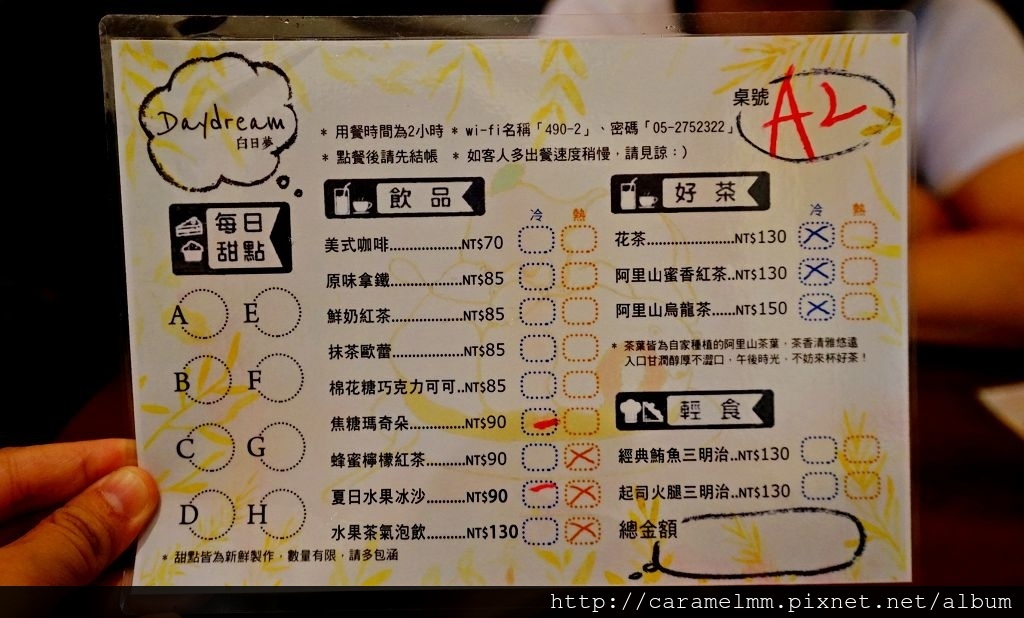 Daydream
白日夢
* 用餐時間為2小時 * wi-fi名稱「490-2」、密碼「05-2752322」
* 點餐後請先結帳 * 如客人多出餐速度稍慢，請見諒：)
桌號 A2
每日
甜點
A E
B F
C G
D H
* 甜點皆為新鮮製作，數量有限，請多包涵
飲品
冷 熱
美式咖啡......................NT$70
原味拿鐵......................NT$85
鮮奶紅茶......................NT$85
抹茶歐蕾......................NT$85
棉花糖巧克力可可..NT$85
焦糖瑪奇朵..............NT$90
蜂蜜檸檬紅茶..........NT$90
夏日水果冰沙..........NT$90
水果茶氣泡飲..........NT$130
好茶
冷 熱
花茶..........................NT$130
阿里山蜜香紅茶..NT$130
阿里山烏龍茶......NT$150
* 茶葉皆為自家種植的阿里山茶葉，茶香清雅悠遠
入口甘潤醇厚不澀口，午後時光，不妨來杯好茶！
輕食
經典鮪魚三明治..NT$130
起司火腿三明治..NT$130
總金額
http://caramelmm.pixnet.net/album